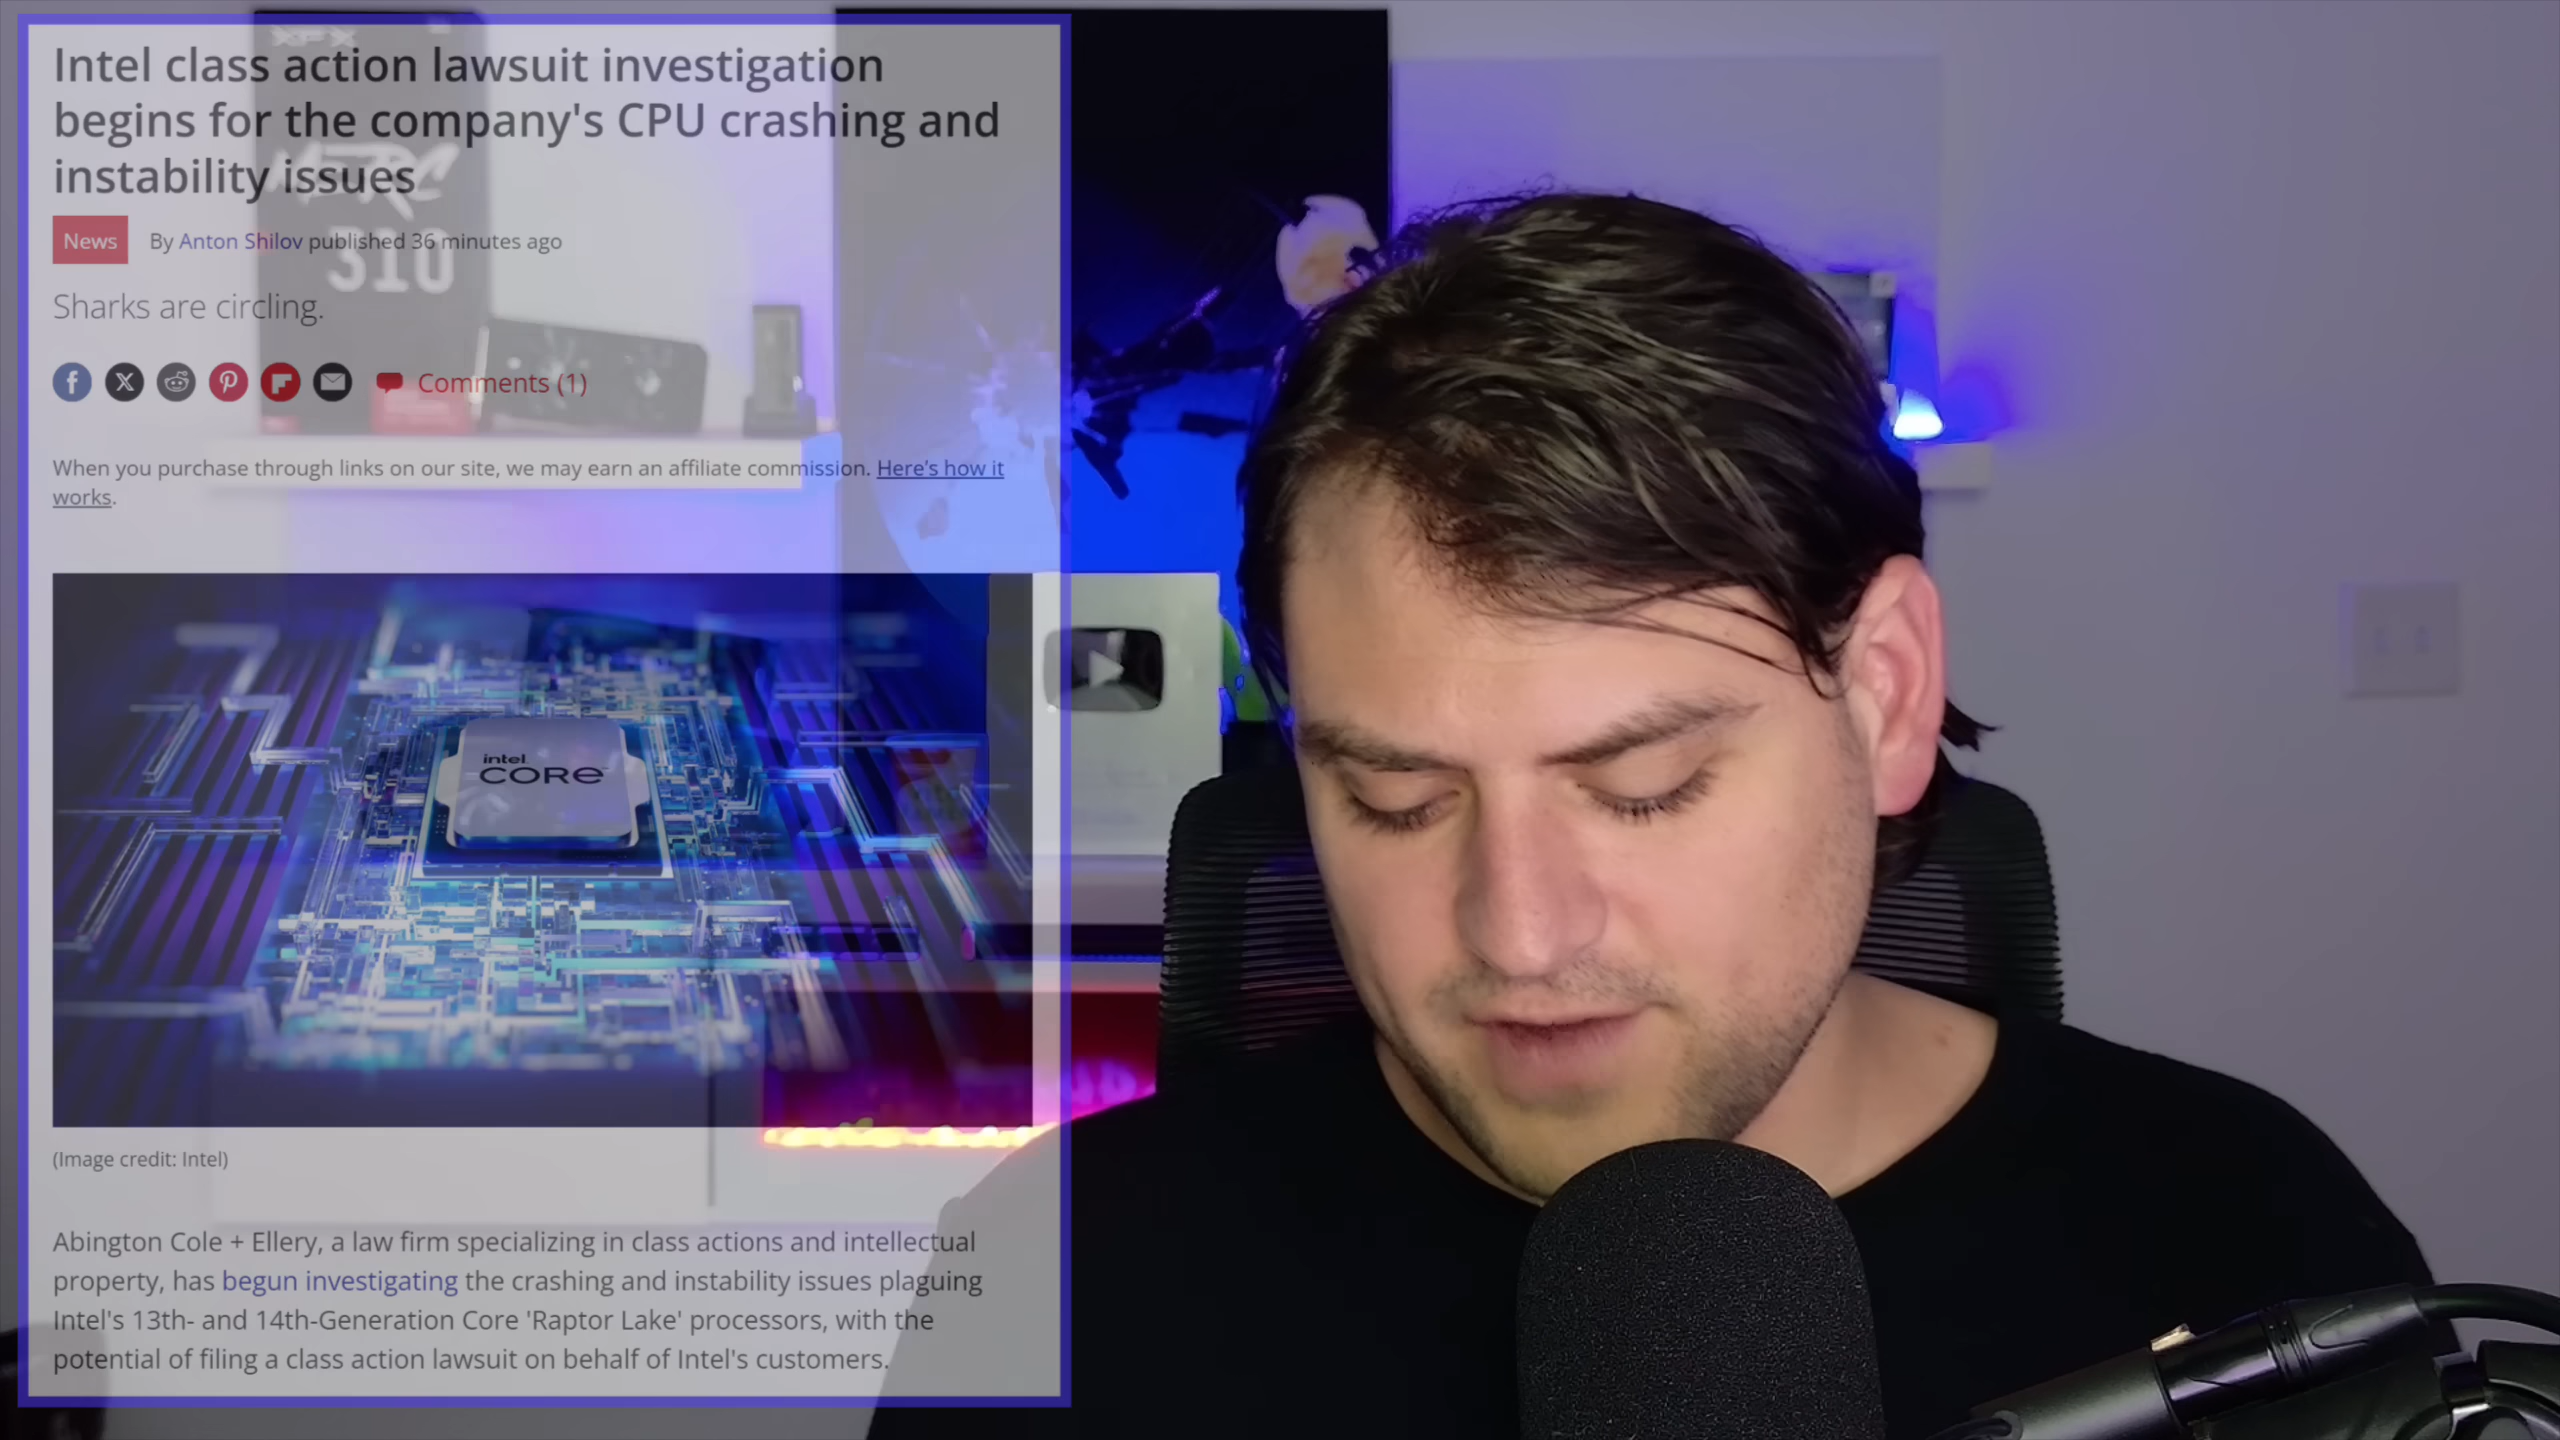 Intel class action lawsuit investigation
begins for the company's CPU crashing and
instability issues
News By Anton Shilov published 36 minutes ago
310
Sharks are circling.
Comments (1)
When you purchase through links on our site, we may earn an affiliate commission. Here's how it
works.
intel
CORE
(Image credit: Intel)
Abington Cole + Ellery, a law firm specializing in class actions and intellectual
property, has begun investigating the crashing and instability issues plaguing
Intel's 13th- and 14th-Generation Core 'Raptor Lake' processors, with the
potential of filing a class action lawsuit on behalf of Intel's customers.